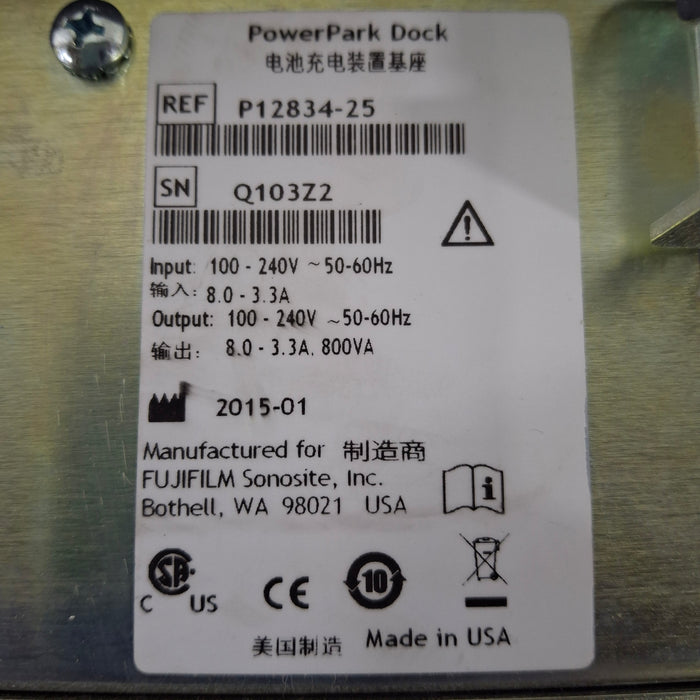 PowerPark Dock
电池充电装置基座
REF P12834-25
SN Q103Z2
Input: 100 - 240V ~ 50-60Hz
输入: 8.0 - 3.3A
Output: 100 - 240V ~50-60Hz
输出: 8.0 - 3.3A, 800VA
2015-01
Manufactured for 制造商
FUJIFILM Sonosite, Inc.
Bothell, WA 98021 USA
i
C SA US
CE
10
美国制造 Made in USA